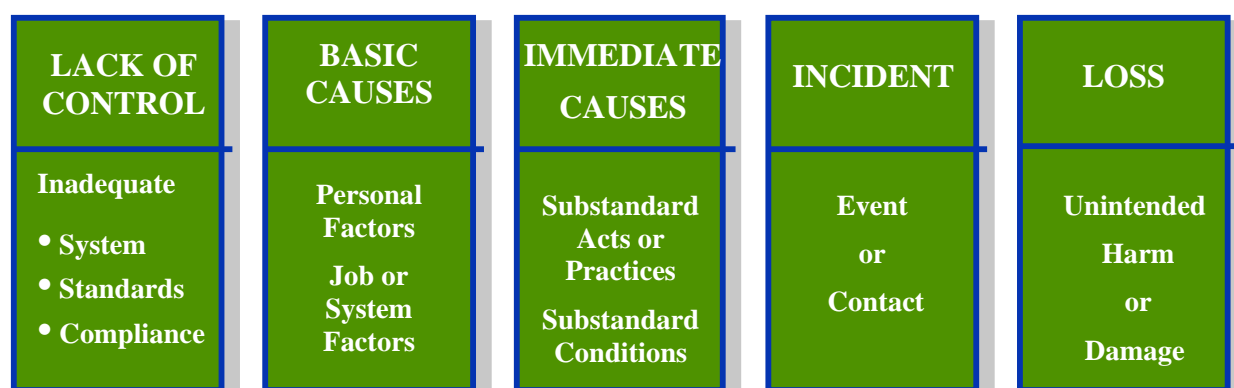 LACK OF
CONTROL
Inadequate
• System
• Standards
• Compliance
BASIC
CAUSES
Personal
Factors
Job or
System
Factors
IMMEDIATE
CAUSES
Substandard
Acts or
Practices
Substandard
Conditions
INCIDENT
Event
or
Contact
LOSS
Unintended
Harm
or
Damage